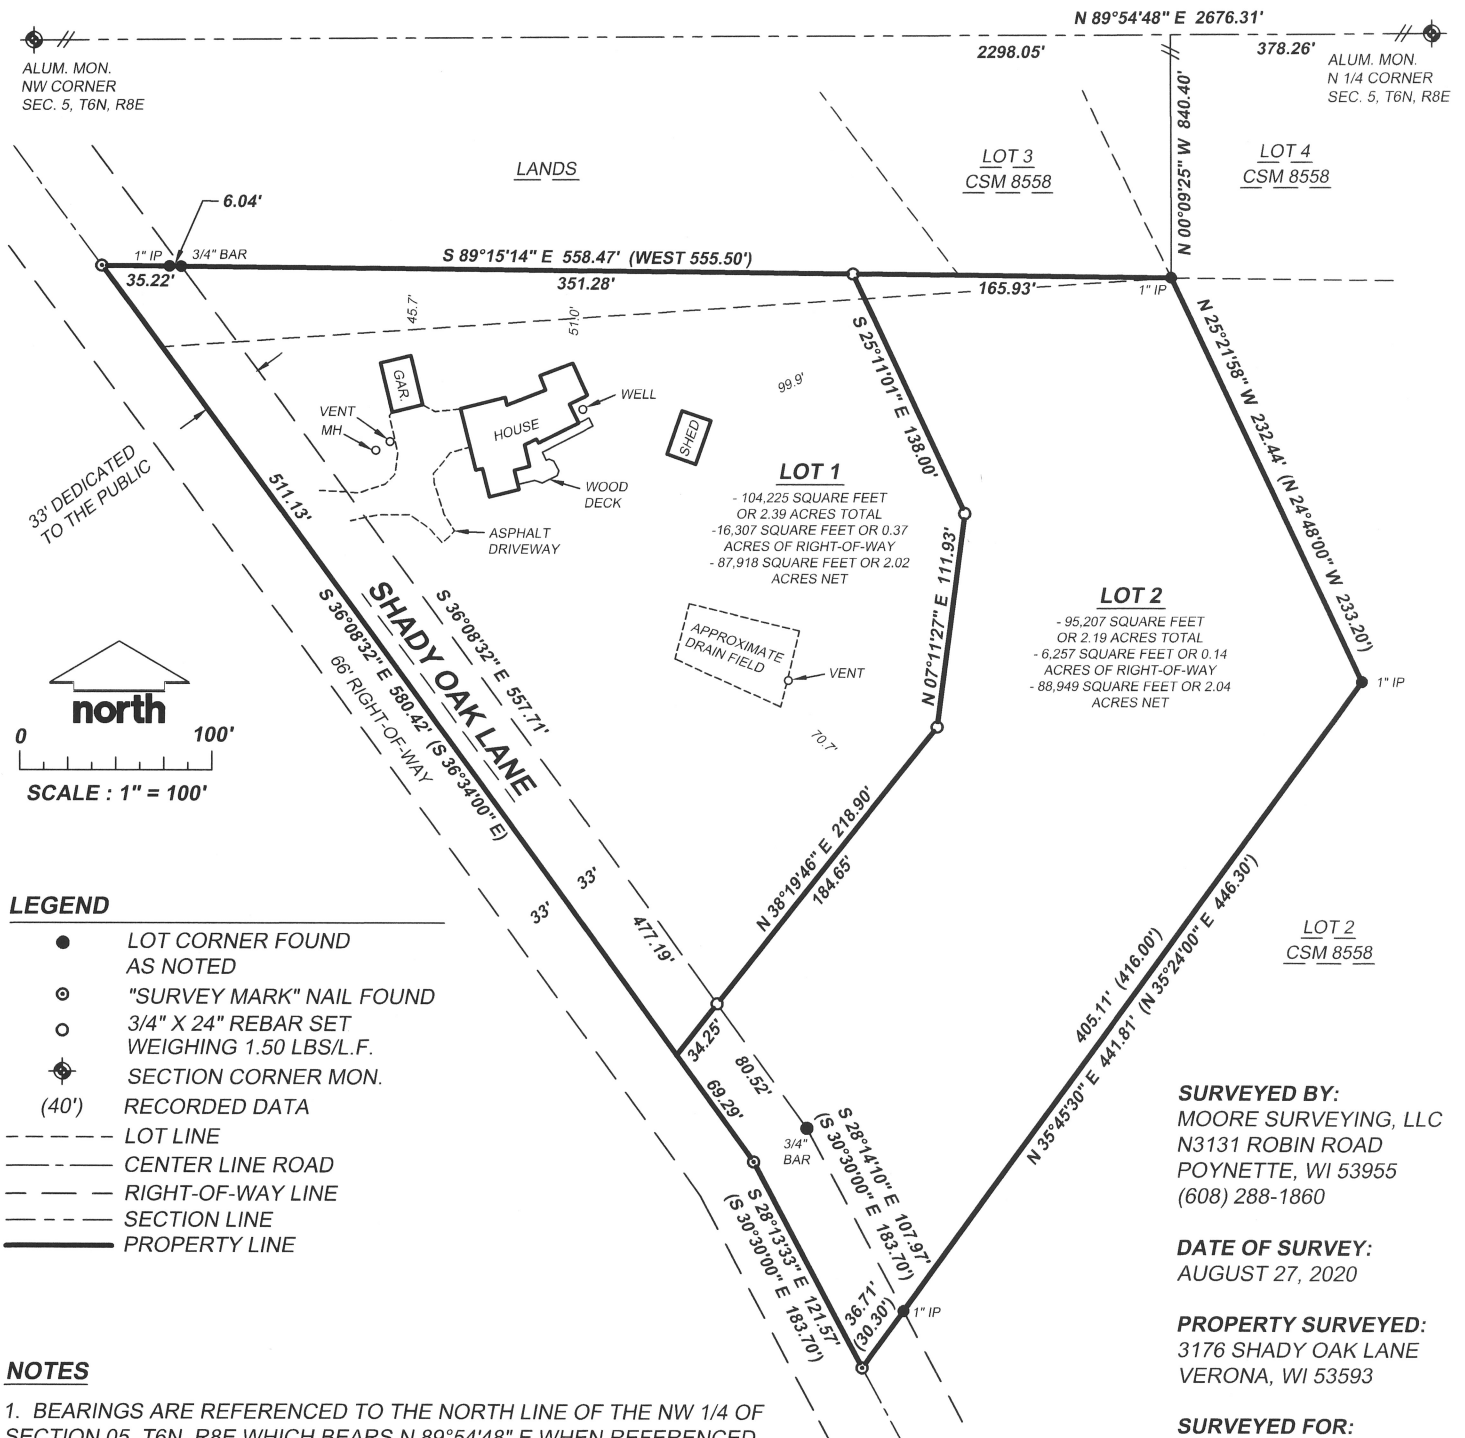 N 89°54'48" E 2676.31'
2298.05'
378.26'
ALUM. MON.
NW CORNER
SEC. 5, T6N, R8E
ALUM. MON.
N 1/4 CORNER
SEC. 5, T6N, R8E
N 00°09'25" W 840.40'
LANDS
LOT 3
CSM 8558
LOT 4
CSM 8558
6.04'
1" IP
3/4" BAR
35.22'
S 89°15'14" E 558.47' (WEST 555.50')
351.28'
165.93'
1" IP
45.7'
51.0'
99.9'
GAR.
HOUSE
WELL
SHED
VENT
MH
WOOD
DECK
ASPHALT
DRIVEWAY
S 25°11'01" E 138.00'
N 25°21'58" W 232.44' (N 24°48'00" W 233.20')
33' DEDICATED
TO THE PUBLIC
511.13'
LOT 1
- 104,225 SQUARE FEET
OR 2.39 ACRES TOTAL
-16,307 SQUARE FEET OR 0.37
ACRES OF RIGHT-OF-WAY
- 87,918 SQUARE FEET OR 2.02
ACRES NET
N 07°11'27" E 111.93'
LOT 2
- 95,207 SQUARE FEET
OR 2.19 ACRES TOTAL
- 6,257 SQUARE FEET OR 0.14
ACRES OF RIGHT-OF-WAY
- 88,949 SQUARE FEET OR 2.04
ACRES NET
APPROXIMATE
DRAIN FIELD
VENT
70.7'
1" IP
SHADY OAK LANE
S 36°08'32" E 557.71'
S 36°08'32" E 580.42' (S 36°34'00" E)
66' RIGHT-OF-WAY
north
0 100'
SCALE : 1" = 100'
33'
33'
477.19'
N 38°19'46" E 218.90'
184.65'
34.25'
80.52'
69.29'
3/4"
BAR
S 28°14'10" E 107.97'
(S 30°30'00" E 183.70')
S 28°13'33" E 121.57'
(S 30°30'00" E 183.70')
36.71'
(30.30')
1" IP
405.11' (416.00')
N 35°45'30" E 441.81' (N 35°24'00" E 446.30')
LOT 2
CSM 8558
LEGEND
LOT CORNER FOUND
AS NOTED
"SURVEY MARK" NAIL FOUND
3/4" X 24" REBAR SET
WEIGHING 1.50 LBS/L.F.
SECTION CORNER MON.
(40') RECORDED DATA
LOT LINE
CENTER LINE ROAD
RIGHT-OF-WAY LINE
SECTION LINE
PROPERTY LINE
SURVEYED BY:
MOORE SURVEYING, LLC
N3131 ROBIN ROAD
POYNETTE, WI 53955
(608) 288-1860
DATE OF SURVEY:
AUGUST 27, 2020
PROPERTY SURVEYED:
3176 SHADY OAK LANE
VERONA, WI 53593
SURVEYED FOR:
NOTES
1. BEARINGS ARE REFERENCED TO THE NORTH LINE OF THE NW 1/4 OF
SECTION 05, T6N, R8E WHICH BEARS N 89°54'48" E WHEN REFERENCED